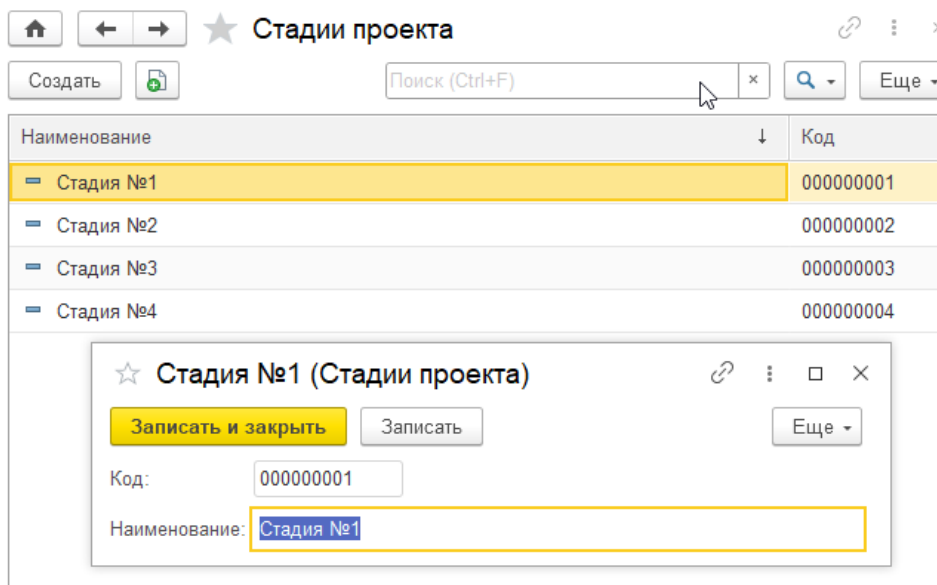 Стадии проекта
Создать Поиск (Ctrl+F) Еще
Наименование Код
Стадия №1 000000001
Стадия №2 000000002
Стадия №3 000000003
Стадия №4 000000004
Стадия №1 (Стадии проекта)
Записать и закрыть Записать Еще
Код: 000000001
Наименование: Стадия №1